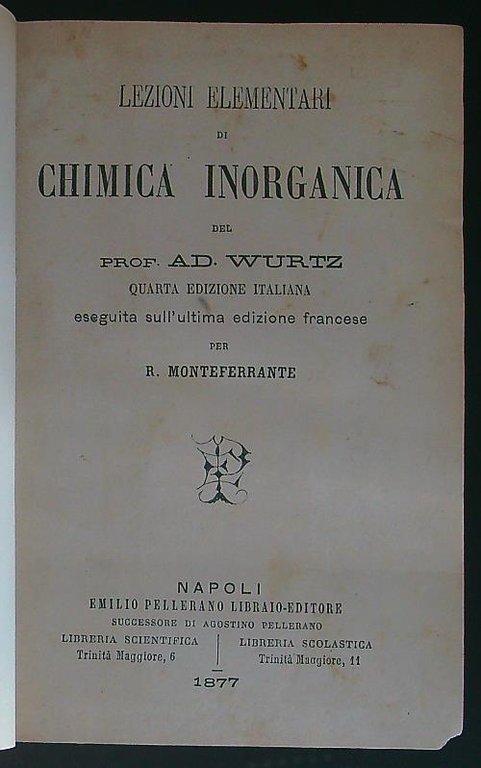 LEZIONI ELEMENTARI
DI
CHIMICA INORGANICA
DEL
PROF. AD. WURTZ
QUARTA EDIZIONE ITALIANA
eseguita sull'ultima edizione francese
PER
R. MONTEFERRANTE
NAPOLI
EMILIO PELLERANO LIBRAIO-EDITORE
SUCCESSORE DI AGOSTINO PELLERANO
LIBRERIA SCIENTIFICA
Trinità Maggiore, 6
LIBRERIA SCOLASTICA
Trinità Maggiore, 11
1877